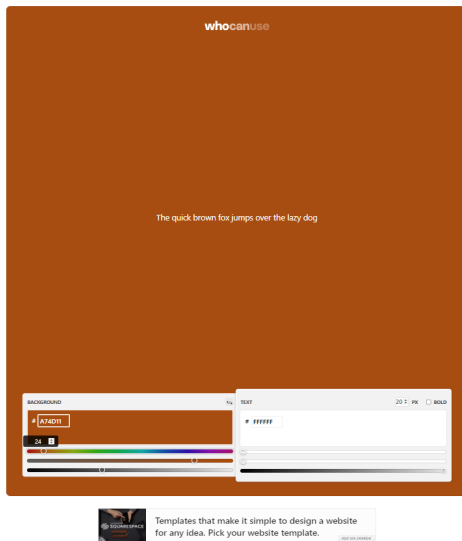 whocanuse
The quick brown fox jumps over the lazy dog
BACKGROUND
# A74D11
24
TEXT
20 PX BOLD
# FFFFFF
SQUARESPACE
Templates that make it simple to design a website
for any idea. Pick your website template.